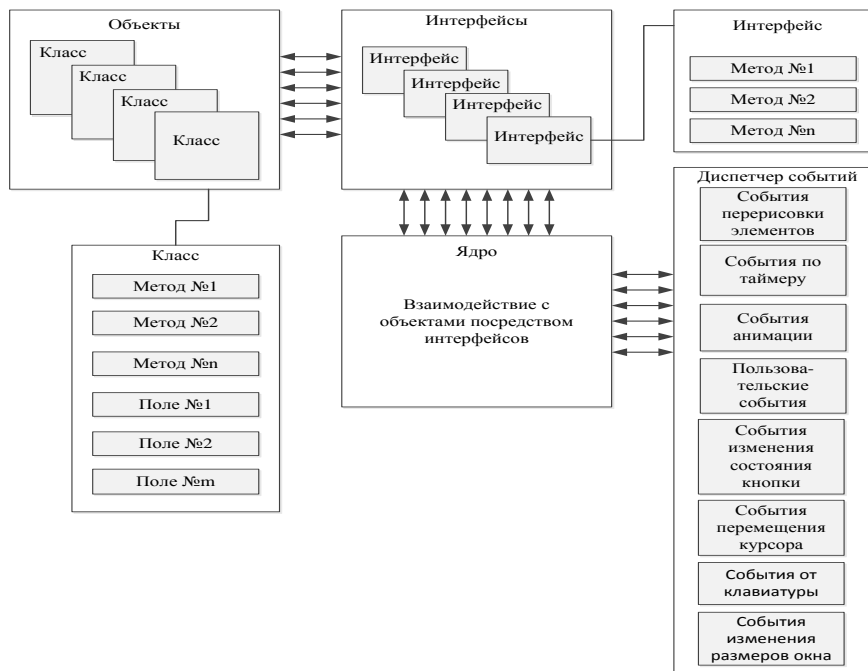 Объекты
Класс
Класс
Класс
Класс
Интерфейсы
Интерфейс
Интерфейс
Интерфейс
Интерфейс
Интерфейс
Метод №1
Метод №2
Метод №n
Класс
Метод №1
Метод №2
Метод №n
Поле №1
Поле №2
Поле №m
Ядро
Взаимодействие с
объектами посредством
интерфейсов
Диспетчер событий
События
перерисовки
элементов
События по
таймеру
События
анимации
Пользова-
тельские
события
События
изменения
состояния
кнопки
События
перемещения
курсора
События от
клавиатуры
События
изменения
размеров окна